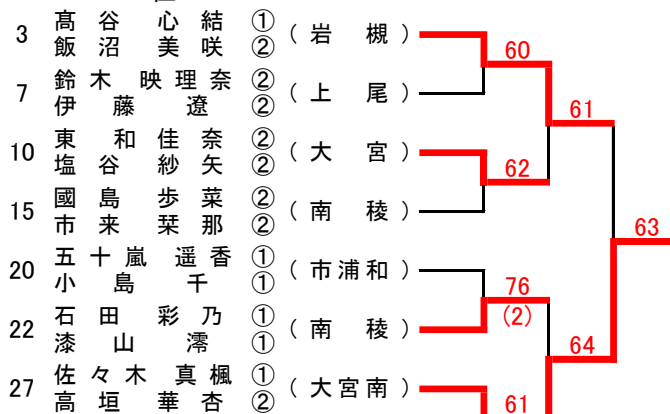 3 髙谷 心結 ① (岩槻)
飯沼 美咲 ②
60
7 鈴木 映理奈 ② (上尾)
伊藤 遼 ②
61
10 東 和佳奈 ② (大宮)
塩谷 紗矢 ②
62
15 國島 歩菜 ② (南稜)
市来 栞那 ②
63
20 五十嵐 遥香 ① (市浦和)
小島 千 ①
76
(2)
22 石田 彩乃 ① (南稜)
漆山 澪 ①
64
27 佐々木 真楓 ① (大宮南)
高垣 華杏 ②
61